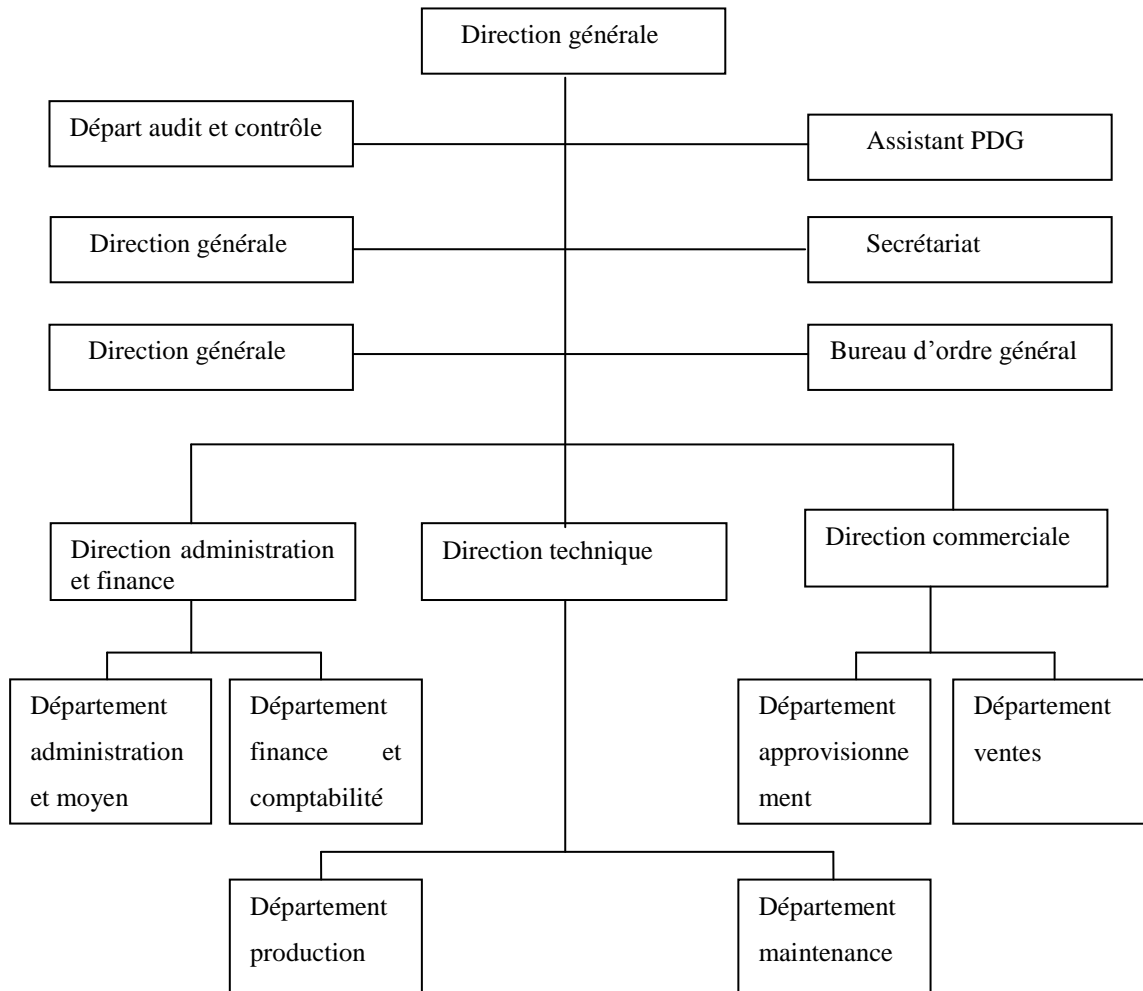 Direction générale
Départ audit et contrôle
Assistant PDG
Direction générale
Secrétariat
Direction générale
Bureau d’ordre général
Direction administration
et finance
Direction technique
Direction commerciale
Département
administration
et moyen
Département
finance et
comptabilité
Département
approvisionne
ment
Département
ventes
Département
production
Département
maintenance